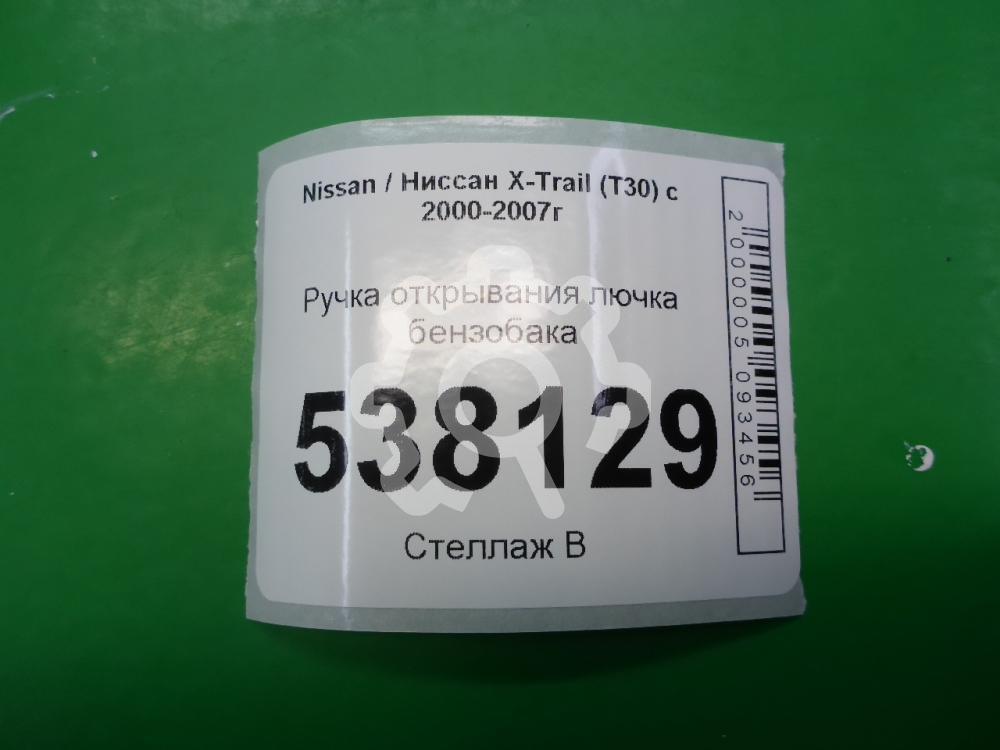 Nissan / Ниссан X-Trail (T30) с
2000-2007г
Ручка открывания лючка
бензобака
538129
Стеллаж В
2000005093456